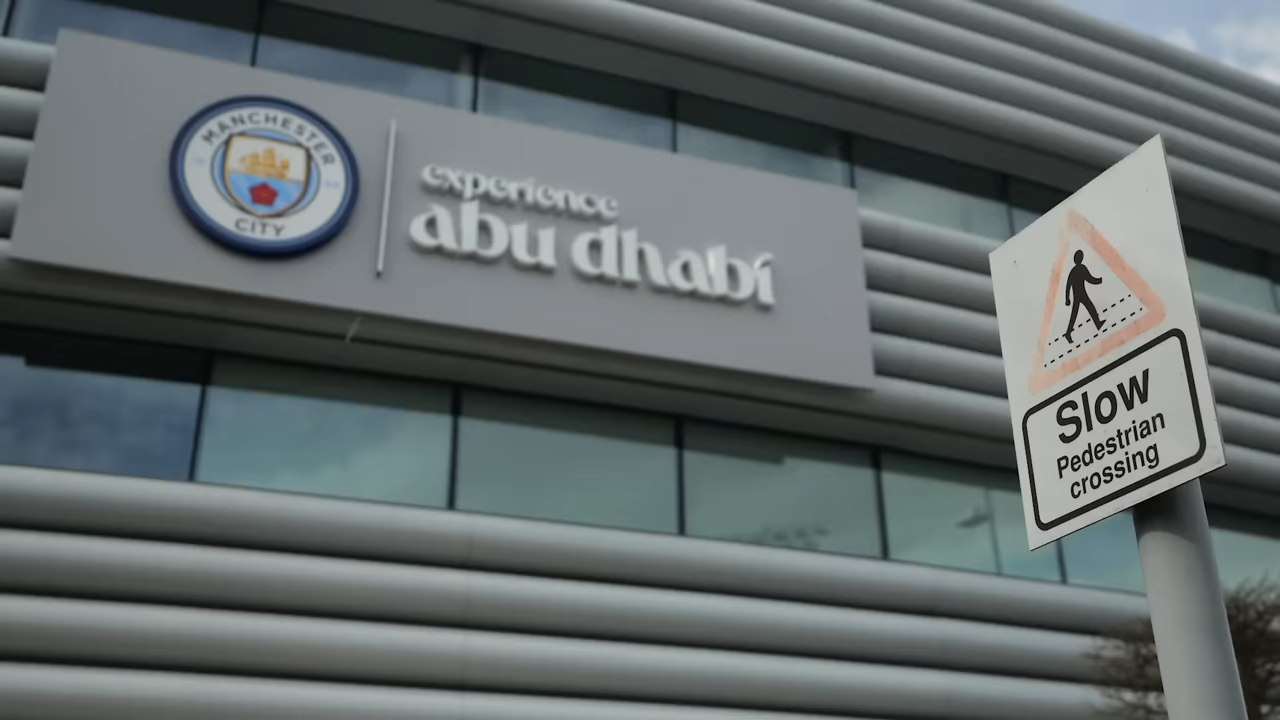 MANCHESTER
CITY
experience
abu dhabi
Slow
Pedestrian
crossing